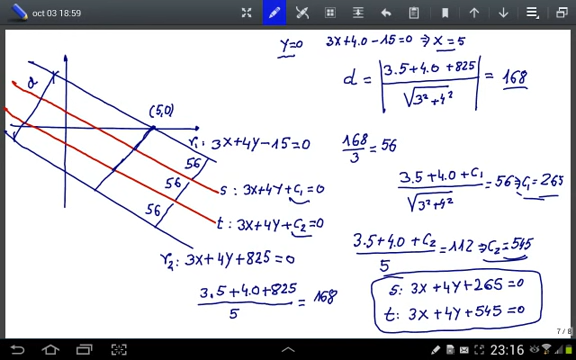 oct 03 18:59
y=0 3x+4.0-15=0 ⇒ x=5
d = |3.5+4.0+825 / √3²+4²| = 168
d
(5,0)
r₁: 3x+4y-15=0
168/3 = 56
56
56
56
s: 3x+4y+c₁=0
t: 3x+4y+c₂=0
r₂: 3x+4y+825=0
3.5+4.0+c₁ / √3²+4² = 56 ⇒ c₁=265
3.5+4.0+c₂ / 5 = 112 ⇒ c₂=545
3.5+4.0+825 / 5 = 168
s: 3x+4y+265=0
t: 3x+4y+545=0
7 / 8
23:16